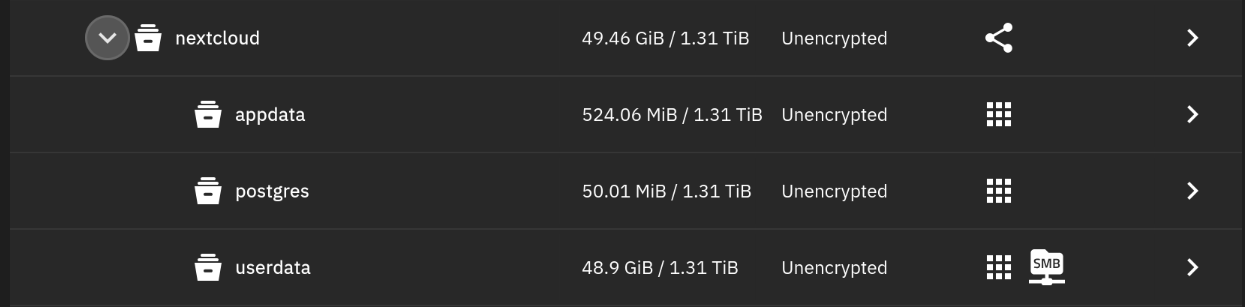 nextcloud 49.46 GiB / 1.31 TiB Unencrypted
appdata 524.06 MiB / 1.31 TiB Unencrypted
postgres 50.01 MiB / 1.31 TiB Unencrypted
userdata 48.9 GiB / 1.31 TiB Unencrypted SMB